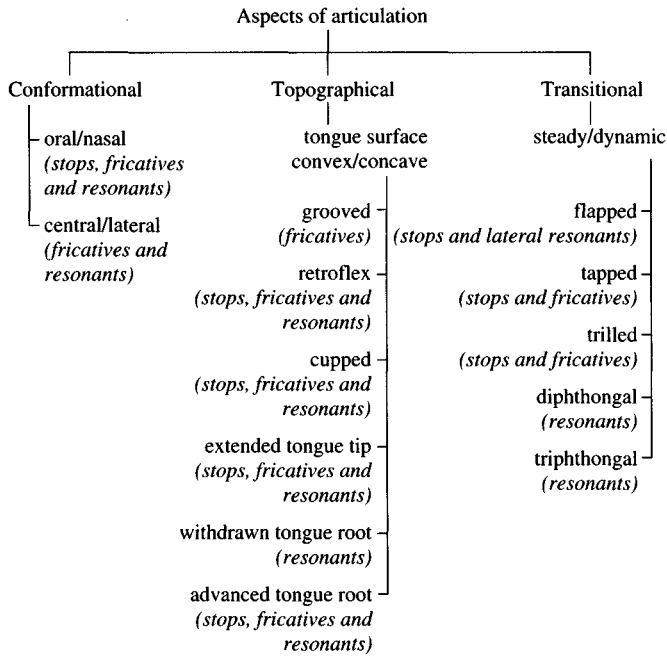 Aspects of articulation
Conformational
oral/nasal
(stops, fricatives
and resonants)
central/lateral
(fricatives and
resonants)
Topographical
tongue surface
convex/concave
grooved
(fricatives)
retroflex
(stops, fricatives and
resonants)
cupped
(stops, fricatives and
resonants)
extended tongue tip
(stops, fricatives and
resonants)
withdrawn tongue root
(resonants)
advanced tongue root
(stops, fricatives and
resonants)
Transitional
steady/dynamic
flapped
(stops and lateral resonants)
tapped
(stops and fricatives)
trilled
(stops and fricatives)
diphthongal
(resonants)
triphthongal
(resonants)